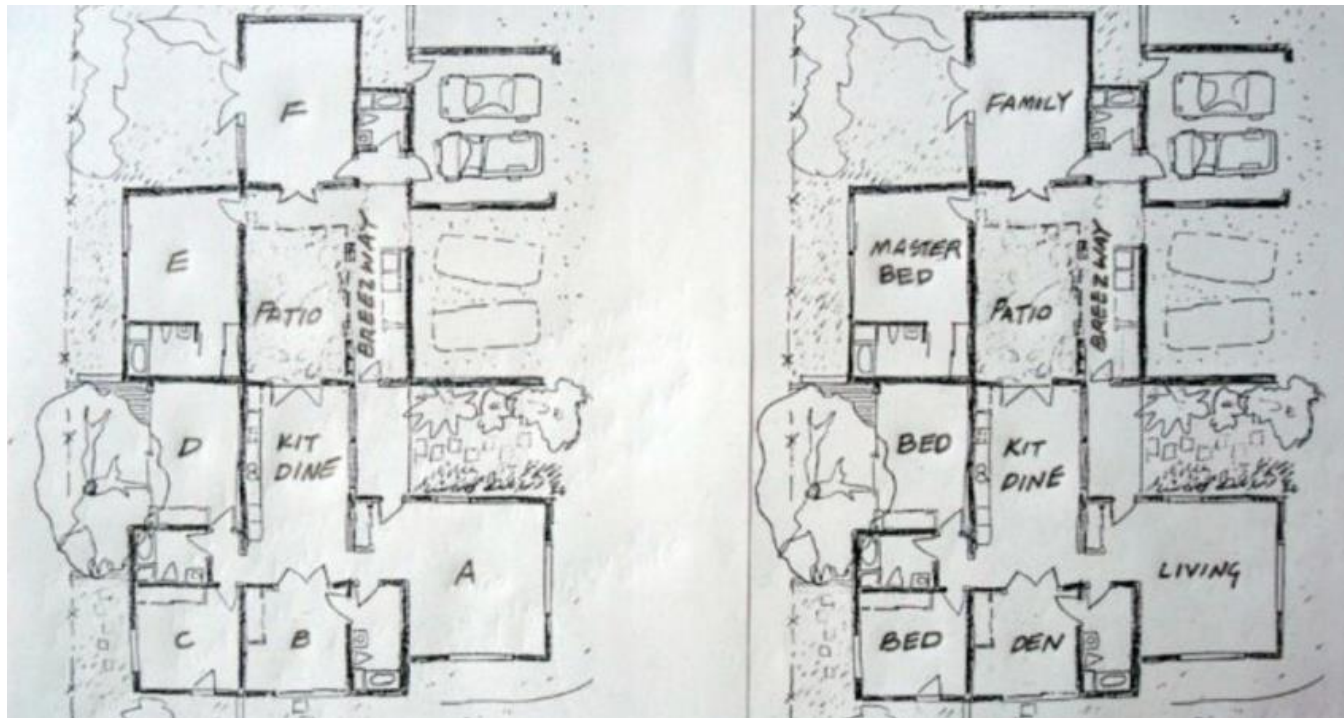 F
E
PATIO
BREEZWAY
D
KIT
DINE
A
C
B
FAMILY
MASTER
BED
PATIO
BREEZWAY
BED
KIT
DINE
LIVING
BED
DEN